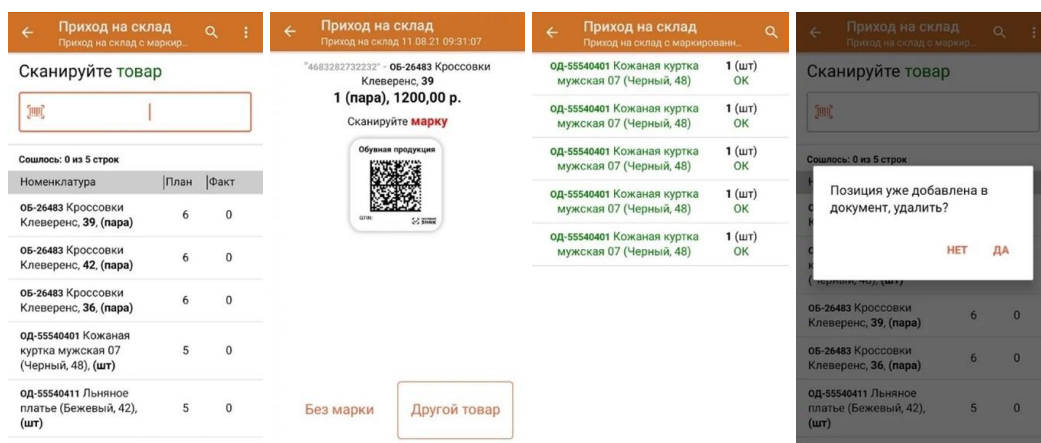 Приход на склад
Приход на склад с маркир...
Сканируйте товар
Сошлось: 0 из 5 строк
Номенклатура План Факт
ОБ-26483 Кроссовки
Клеверенс, 39, (пара) 6 0
ОБ-26483 Кроссовки
Клеверенс, 42, (пара) 6 0
ОБ-26483 Кроссовки
Клеверенс, 36, (пара) 6 0
ОД-55540401 Кожаная
куртка мужская 07
(Черный, 48), (шт) 5 0
ОД-55540411 Льняное
платье (Бежевый, 42),
(шт) 5 0
Приход на склад
Приход на склад 11.08.21 09:31:07
"4683282732232" - ОБ-26483 Кроссовки
Клеверенс, 39
1 (пара), 1200,00 р.
Сканируйте марку
Обувная продукция
GTIN:
ЧЕСТНЫЙ
ЗНАК
Без марки
Другой товар
Приход на склад
Приход на склад с маркированн...
ОД-55540401 Кожаная куртка 1 (шт)
мужская 07 (Черный, 48) OK
ОД-55540401 Кожаная куртка 1 (шт)
мужская 07 (Черный, 48) OK
ОД-55540401 Кожаная куртка 1 (шт)
мужская 07 (Черный, 48) OK
ОД-55540401 Кожаная куртка 1 (шт)
мужская 07 (Черный, 48) OK
ОД-55540401 Кожаная куртка 1 (шт)
мужская 07 (Черный, 48) OK
Приход на склад
Приход на склад с маркир...
Сканируйте товар
Сошлось: 0 из 5 строк
Позиция уже добавлена в
документ, удалить?
НЕТ ДА
(Черный, 48), (шт)
ОБ-26483 Кроссовки
Клеверенс, 39, (пара) 6 0
ОБ-26483 Кроссовки
Клеверенс, 36, (пара) 6 0
ОД-55540411 Льняное
платье (Бежевый, 42), 5 0
(шт)